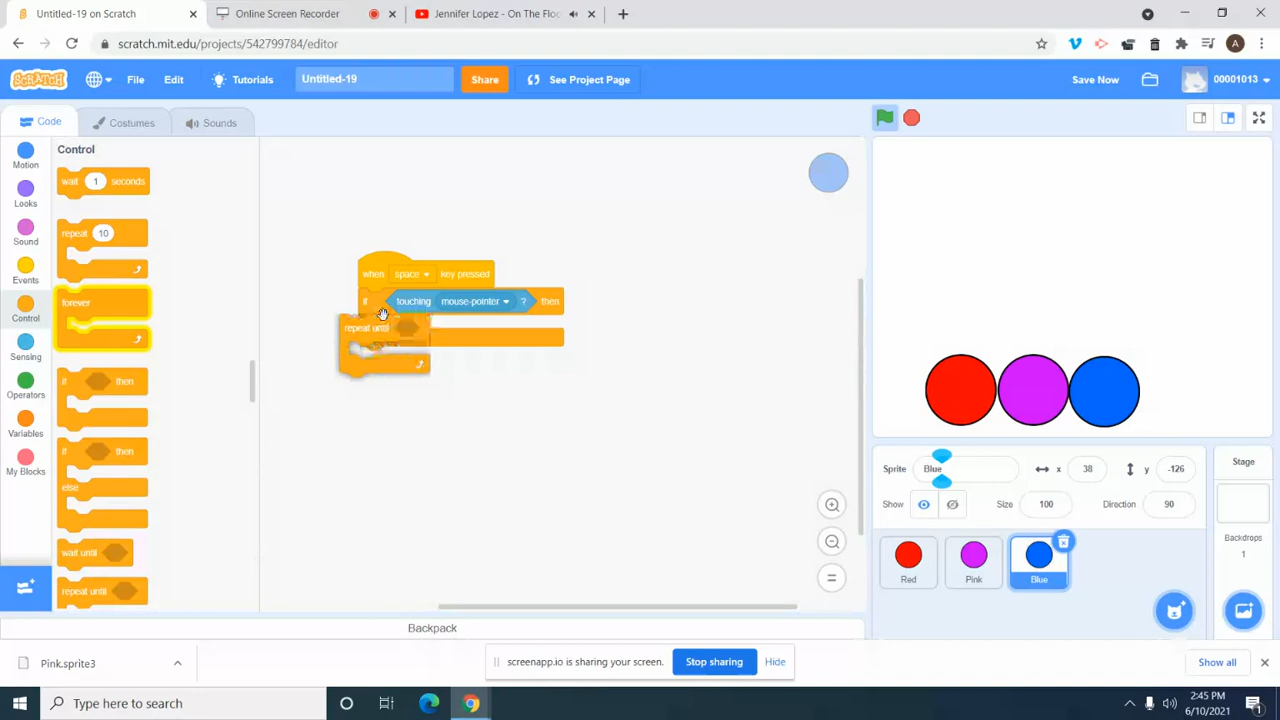 Untitled-19 on Scratch
Online Screen Recorder
Jennifer Lopez - On The Floo
scratch.mit.edu/projects/542799784/editor
A
SCRATCH
File
Edit
Tutorials
Untitled-19
Share
See Project Page
Save Now
00001013
Code
Costumes
Sounds
Motion
Looks
Sound
Events
Control
Sensing
Operators
Variables
My Blocks
Control
wait 1 seconds
repeat 10
forever
if then
if then
else
wait until
repeat until
when space key pressed
if touching mouse-pointer ? then
repeat until
Sprite Blue x 38 y -126
Show Size 100 Direction 90
Red
Pink
Blue
Stage
Backdrops
1
Backpack
Pink.sprite3
screenapp.io is sharing your screen.
Stop sharing
Hide
Show all
Type here to search
2:45 PM
6/10/2021
1